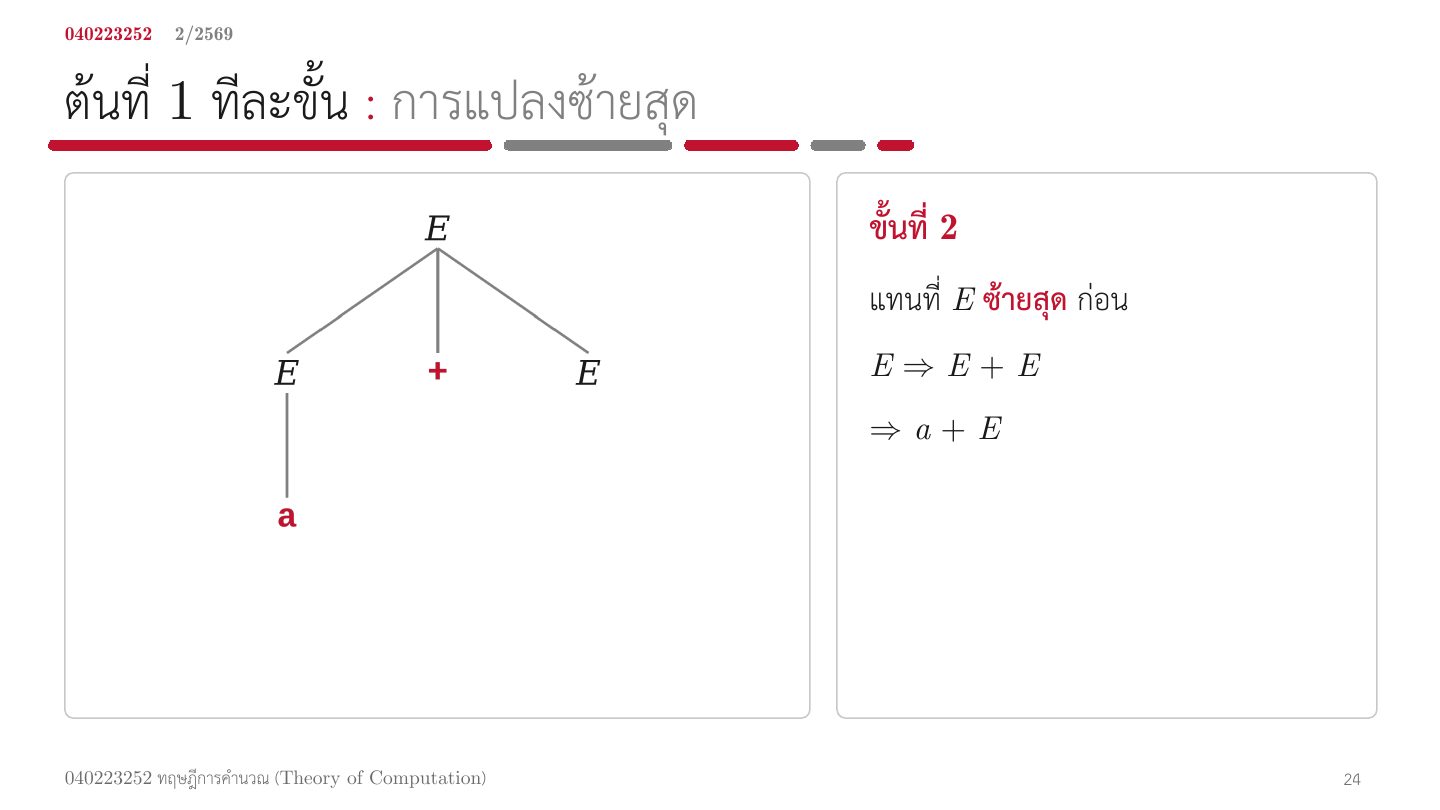 040223252 2/2569
ต้นที่ 1 ทีละขั้น : การแปลงซ้ายสุด
E
E + E
a
ขั้นที่ 2
แทนที่ E ซ้ายสุด ก่อน
E ⇒ E + E
⇒ a + E
040223252 ทฤษฎีการคำนวณ (Theory of Computation)
24